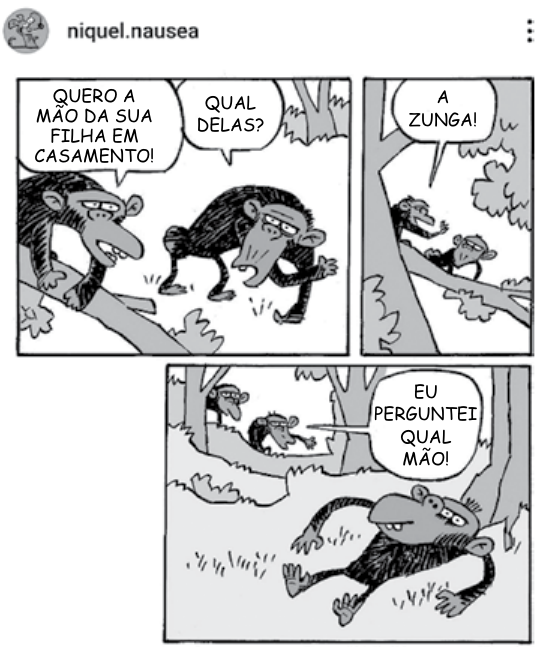 niquel.nausea
QUERO A
MÃO DA SUA
FILHA EM
CASAMENTO!
QUAL
DELAS?
A
ZUNGA!
EU
PERGUNTEI
QUAL
MÃO!